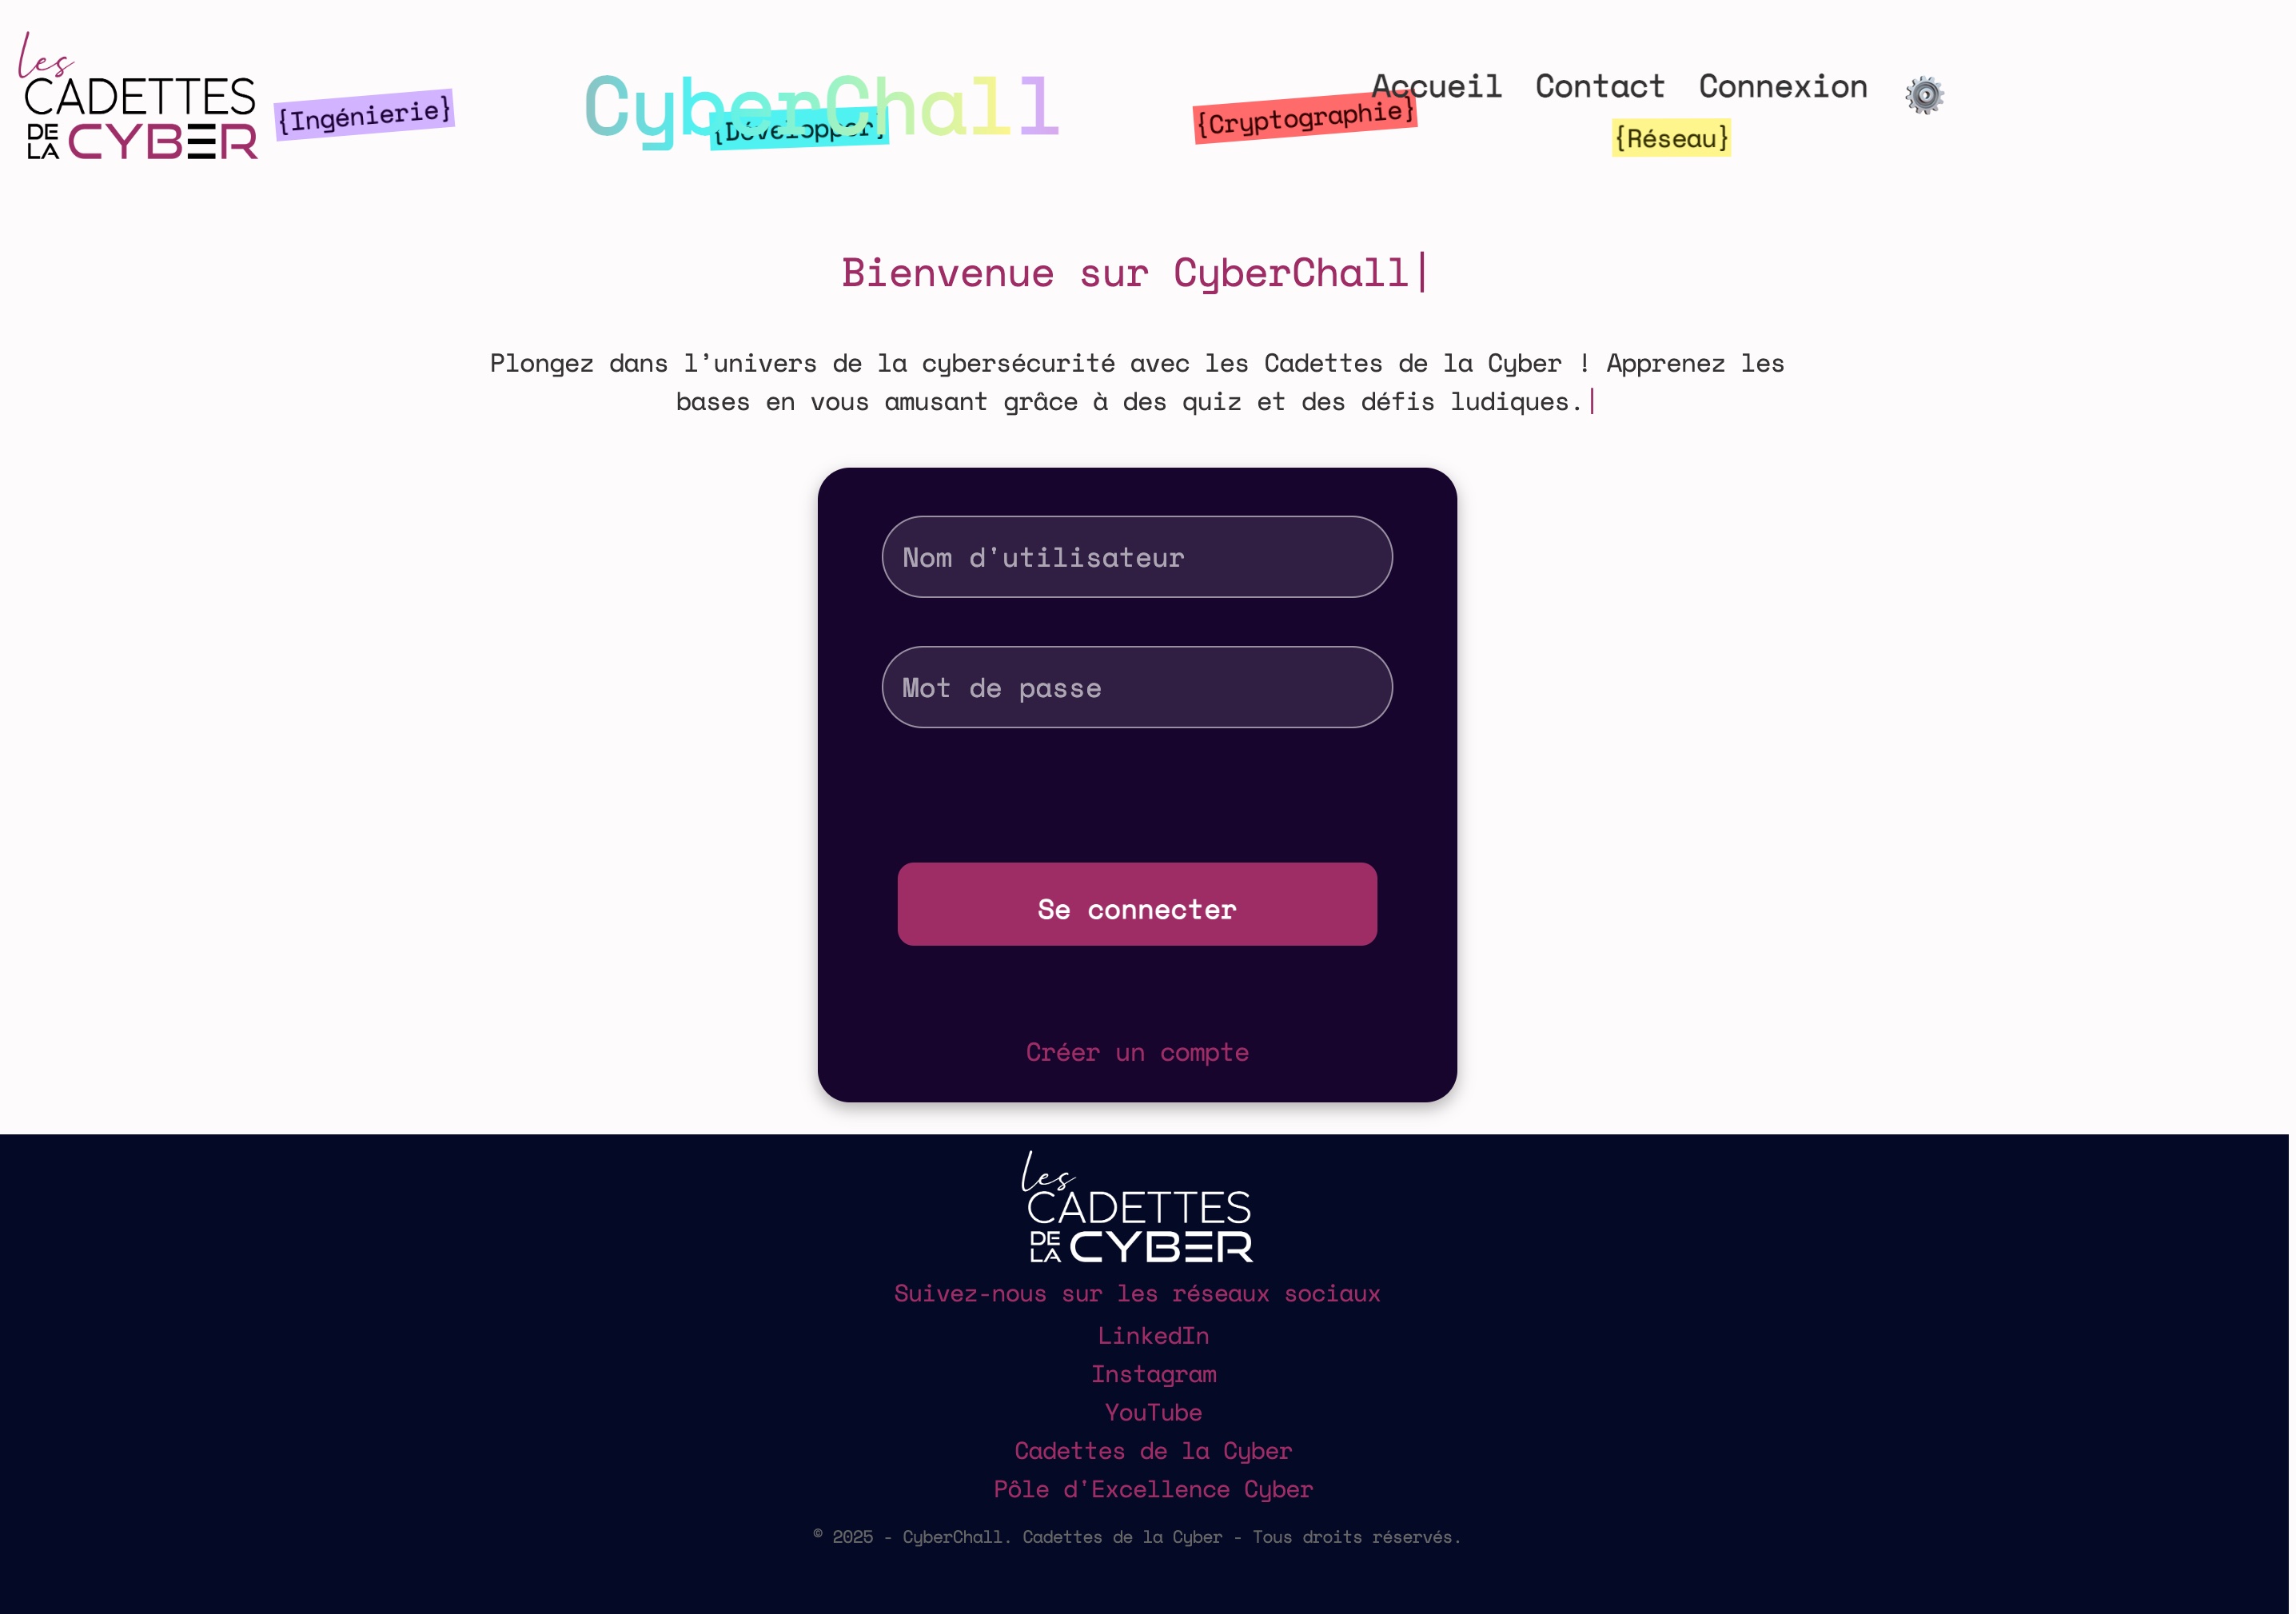 les
CADETTES
DE LA CYBER
{Ingénierie}
CyberChall
{Développer}
{Cryptographie}
Accueil Contact Connexion
{Réseau}
Bienvenue sur CyberChall|
Plongez dans l’univers de la cybersécurité avec les Cadettes de la Cyber ! Apprenez les
bases en vous amusant grâce à des quiz et des défis ludiques.|
Nom d'utilisateur
Mot de passe
Se connecter
Créer un compte
les
CADETTES
DE LA CYBER
Suivez-nous sur les réseaux sociaux
LinkedIn
Instagram
YouTube
Cadettes de la Cyber
Pôle d'Excellence Cyber
© 2025 - CyberChall. Cadettes de la Cyber - Tous droits réservés.